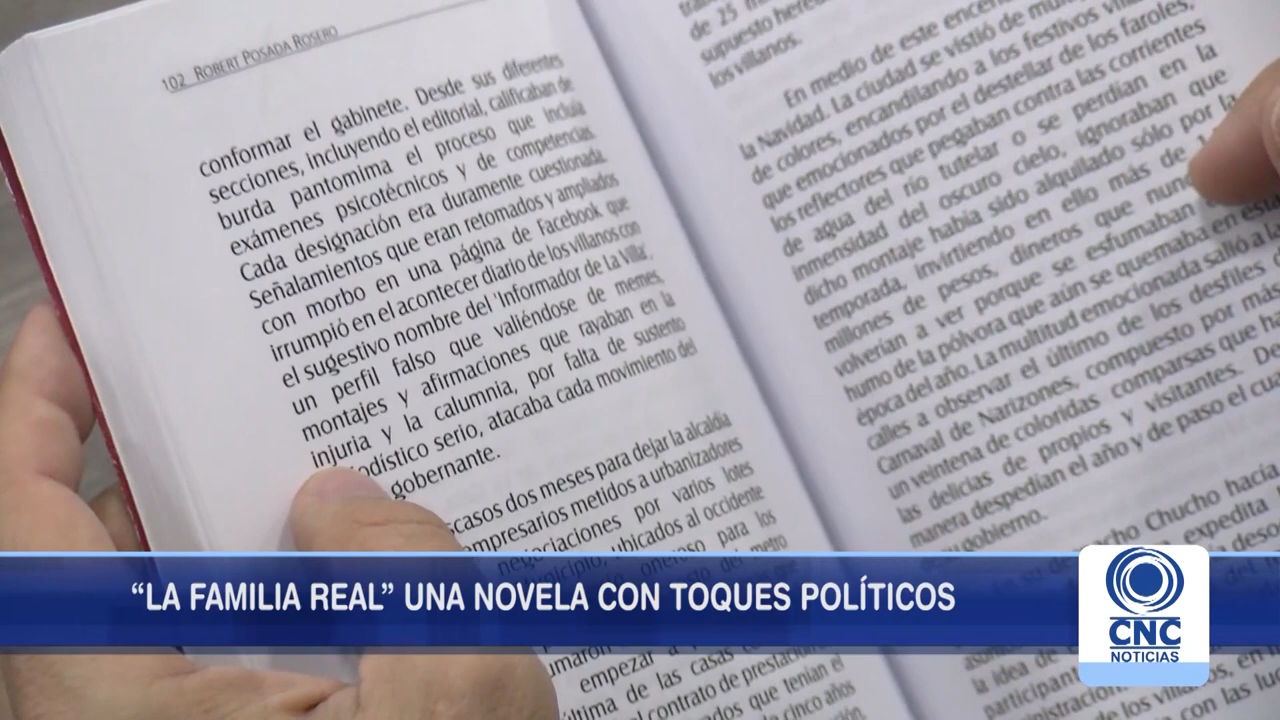 102 ROBERT POSADA ROSERO
conformar el gabinete. Desde sus diferentes
secciones, incluyendo el editorial, calificaban de
burda pantomima el proceso que incluía
exámenes psicotécnicos y de competencias.
Cada designación era duramente cuestionada.
Señalamientos que eran retomados y ampliados
con morbo en una página de Facebook que
irrumpió en el acontecer diario de los villanos con
el sugestivo nombre del 'Informador de La Villa',
un perfil falso que valiéndose de memes,
montajes y afirmaciones que rayaban en la
injuria y la calumnia, por falta de sustento
odístico serio, atacaba cada movimiento del
gobernante.
scasos dos meses para dejar la alcaldía
empresarios metidos a urbanizadores
negociaciones por varios lotes
ubicados al occidente
para los
metro
empezar a
última de las casas
contrato de
que tenían el
de cinco años
de 25
supuesto
los villanos.
En medio de este
la Navidad. La ciudad se vistió de
de colores, encandilando a los festivos
que emocionados por el destellar de los faroles,
los reflectores que pegaban contra las corrientes
de agua del río tutelar o se perdían en la
inmensidad del oscuro cielo, ignoraban que
dicho montaje había sido alquilado sólo por la
temporada, invirtiendo en ello más de
millones de pesos, dineros que
volverían a ver porque se esfumaban
humo de la pólvora que aún se quemaba en esta
época del año. La multitud emocionada salió a la
calles a observar el último de los desfiles
Carnaval de Narizones, compuesto por más
un veintena de coloridas comparsas que
las delicias de propios y visitantes. De
manera despedían el año y de paso el
su gobierno.
Chucho hacia
expedita
la idea de
de los villanos, en
con las
“LA FAMILIA REAL” UNA NOVELA CON TOQUES POLÍTICOS
CNC
NOTICIAS